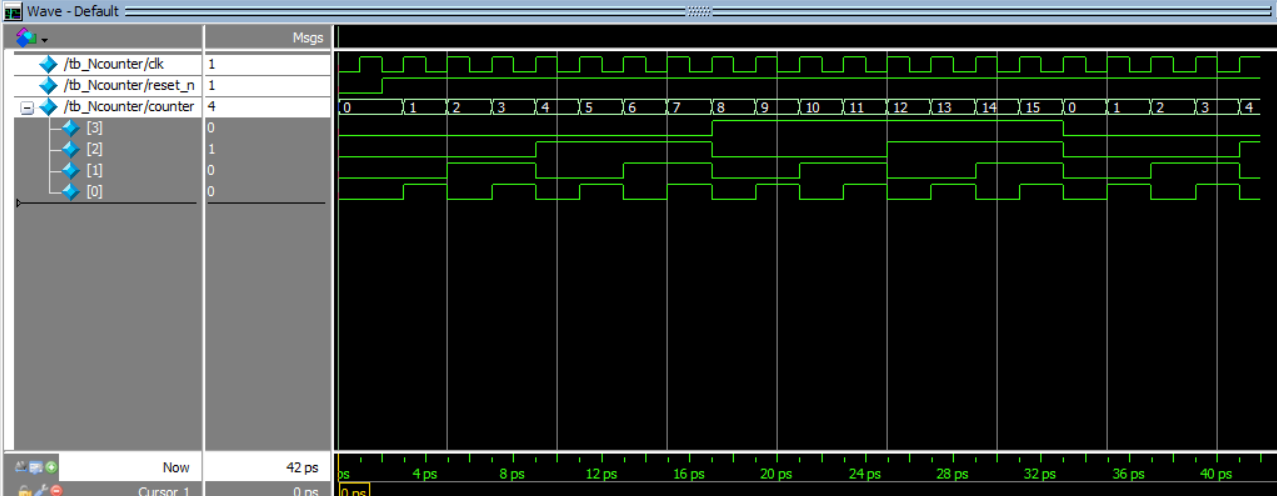 Wave - Default
Msgs
/tb_Ncounter/clk 1
/tb_Ncounter/reset_n 1
/tb_Ncounter/counter 4 0 1 2 3 4 5 6 7 8 9 10 11 12 13 14 15 0 1 2 3 4
[3] 0
[2] 1
[1] 0
[0] 0
Now 42 ps ps 4 ps 8 ps 12 ps 16 ps 20 ps 24 ps 28 ps 32 ps 36 ps 40 ps
Cursor 1 0 ps 0 ps